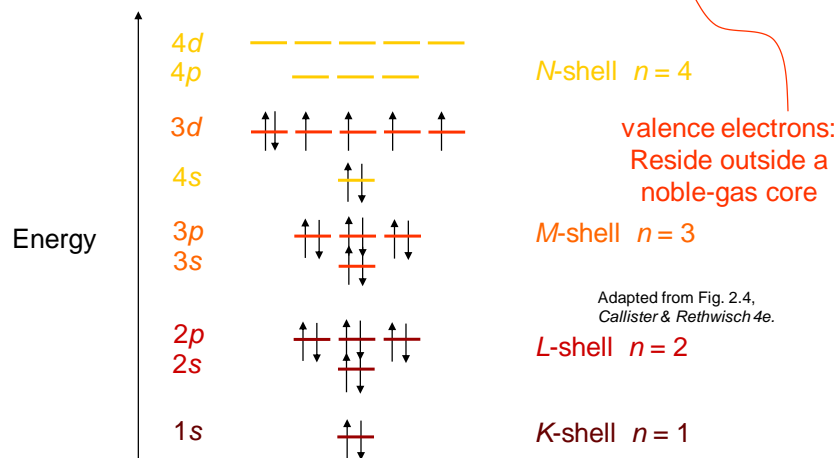 4d
4p
N-shell n = 4
3d
valence electrons:
Reside outside a
noble-gas core
4s
Energy
3p
M-shell n = 3
3s
Adapted from Fig. 2.4,
Callister & Rethwisch 4e.
2p
L-shell n = 2
2s
1s
K-shell n = 1